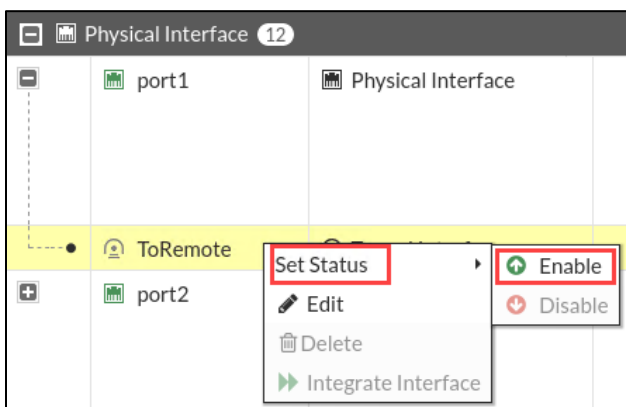 Physical Interface 12
port1 Physical Interface
ToRemote
Set Status Enable
port2 Edit Disable
Delete
Integrate Interface